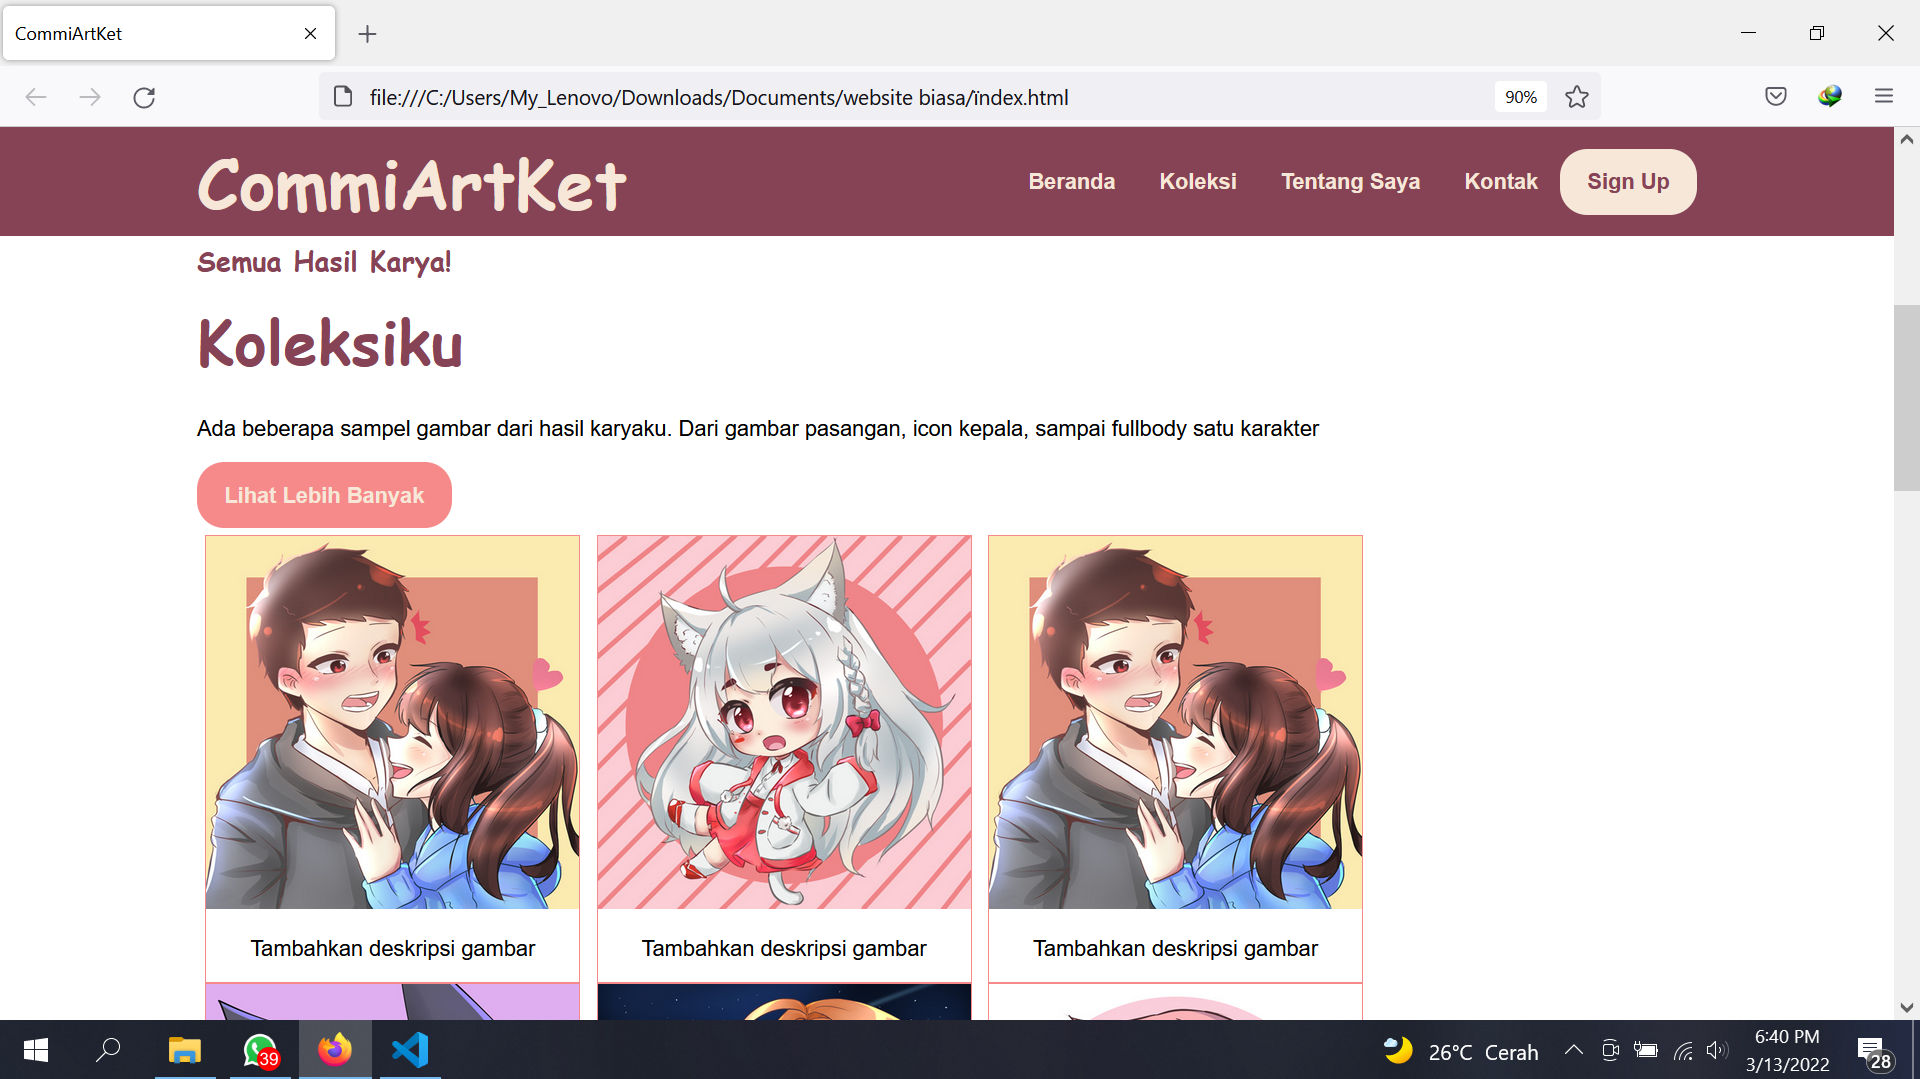 CommiArtKet
file:///C:/Users/My_Lenovo/Downloads/Documents/website biasa/ïndex.html
90%
CommiArtKet
Beranda
Koleksi
Tentang Saya
Kontak
Sign Up
Semua Hasil Karya!
Koleksiku
Ada beberapa sampel gambar dari hasil karyaku. Dari gambar pasangan, icon kepala, sampai fullbody satu karakter
Lihat Lebih Banyak
Tambahkan deskripsi gambar
Tambahkan deskripsi gambar
Tambahkan deskripsi gambar
39
26°C Cerah
6:40 PM
3/13/2022
28